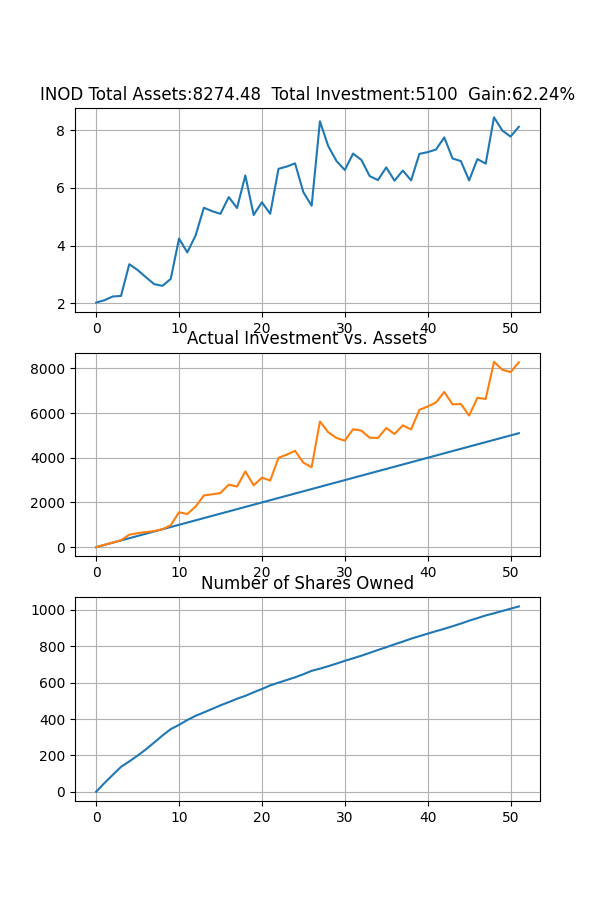 INOD Total Assets:8274.48  Total Investment:5100  Gain:62.24%
8
6
4
2
0 10 20 30 40 50
Actual Investment vs. Assets
8000
6000
4000
2000
0
0 10 20 30 40 50
Number of Shares Owned
1000
800
600
400
200
0
0 10 20 30 40 50